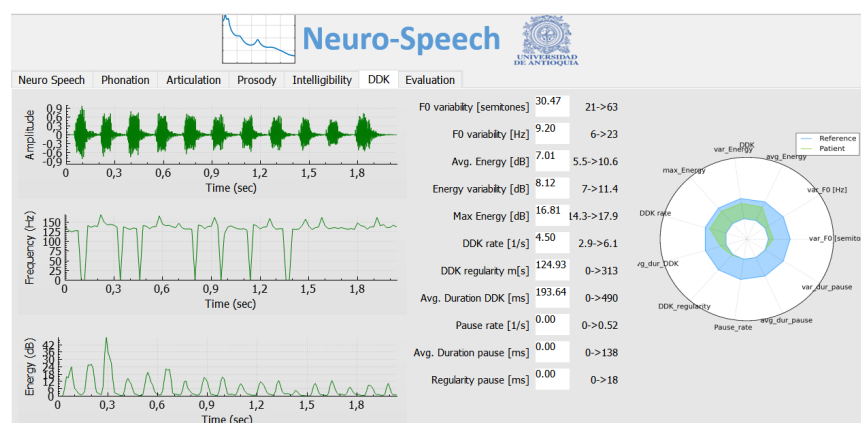 Neuro-Speech
UNIVERSIDAD
DE ANTIOQUIA
Neuro Speech Phonation Articulation Prosody Intelligibility DDK Evaluation
Amplitude
0,9
0,6
0,3
0
-0,3
-0,6
-0,9
0 0,3 0,6 0,9 1,2 1,5 1,8
Time (sec)
Frequency (Hz)
150
125
100
75
50
25
0
0 0,3 0,6 0,9 1,2 1,5 1,8
Time (sec)
Energy (dB)
42
36
30
24
18
12
6
0
0 0,3 0,6 0,9 1,2 1,5 1,8
Time (sec)
F0 variability [semitones] 30.47 21->63
F0 variability [Hz] 9.20 6->23
Avg. Energy [dB] 7.01 5.5->10.6
Energy variability [dB] 8.12 7->11.4
Max Energy [dB] 16.81 14.3->17.9
DDK rate [1/s] 4.50 2.9->6.1
DDK regularity m[s] 124.93 0->313
Avg. Duration DDK [ms] 193.64 0->490
Pause rate [1/s] 0.00 0->0.52
Avg. Duration pause [ms] 0.00 0->138
Regularity pause [ms] 0.00 0->18
Reference
Patient
DDK
var_Energy
avg_Energy
max_Energy
var_F0 [Hz]
DDK rate
var_F0 [semito
vg_dur_DDK
var_dur_pause
DDK_regularity
avg_dur_pause
Pause_rate